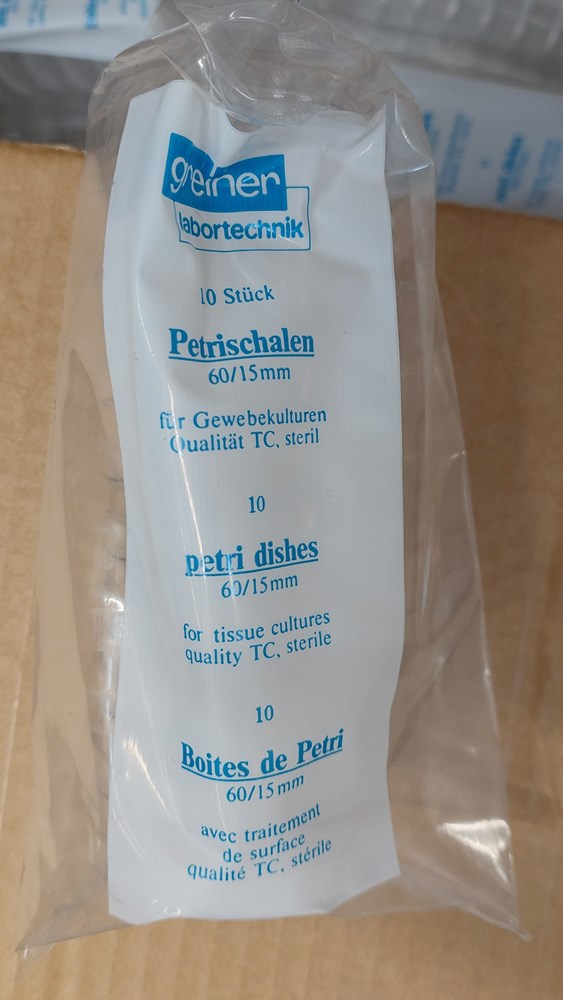 greiner
labortechnik
10 Stück
Petrischalen
60/15mm
für Gewebekulturen
Qualität TC, steril
10
petri dishes
60/15mm
for tissue cultures
quality TC, sterile
10
Boites de Petri
60/15mm
avec traitement
de surface
qualité TC, stérile